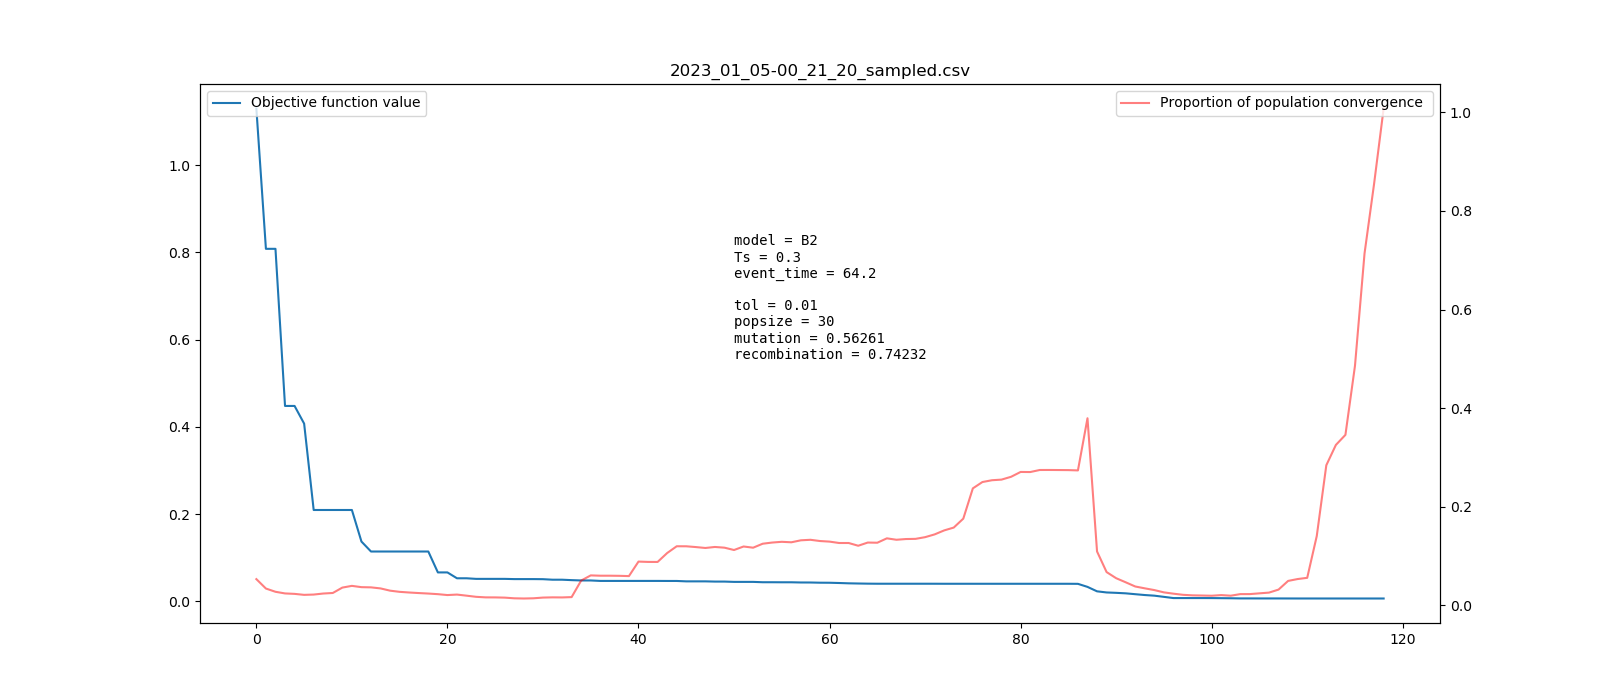 2023_01_05-00_21_20_sampled.csv
Objective function value
Proportion of population convergence
1.0
0.8
0.6
0.4
0.2
0.0
model = B2
Ts = 0.3
event_time = 64.2
tol = 0.01
popsize = 30
mutation = 0.56261
recombination = 0.74232
1.0
0.8
0.6
0.4
0.2
0.0
0 20 40 60 80 100 120